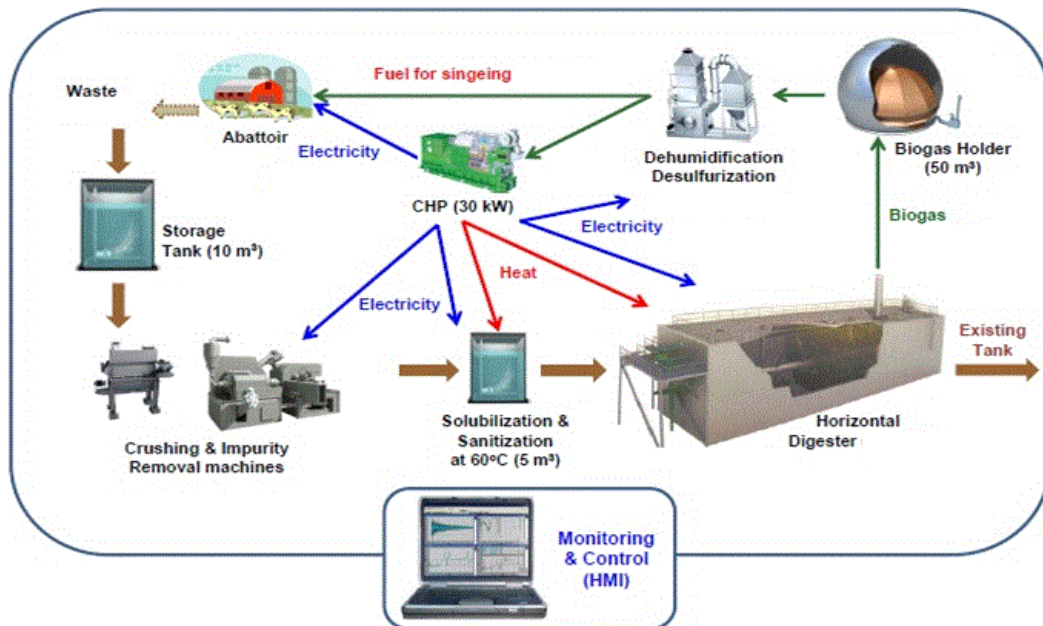 Waste
Abattoir
Fuel for singeing
Electricity
CHP (30 kW)
Dehumidification
Desulfurization
Biogas Holder
(50 m³)
Biogas
Storage
Tank (10 m³)
Electricity
Heat
Electricity
Existing
Tank
Crushing & Impurity
Removal machines
Solubilization &
Sanitization
at 60ºC (5 m³)
Horizontal
Digester
Monitoring
& Control
(HMI)